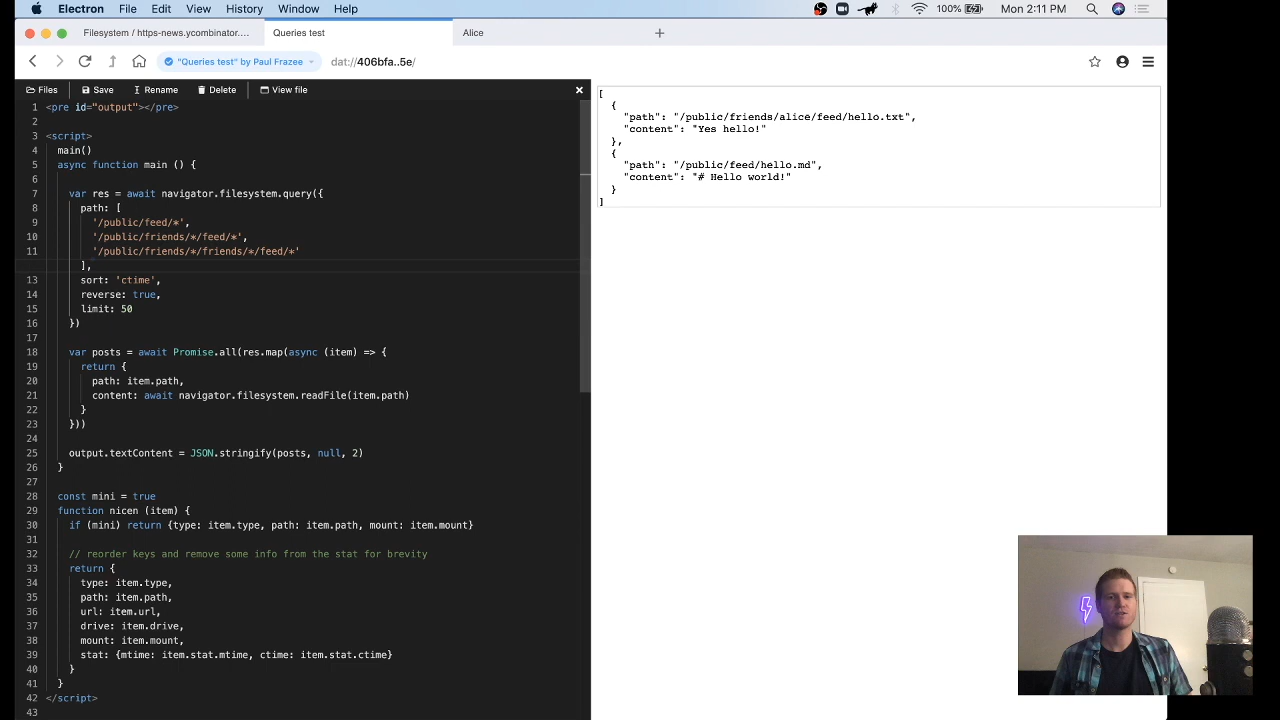 Electron File Edit View History Window Help 100% Mon 2:11 PM
Filesystem / https-news.ycombinator.... Queries test Alice
"Queries test" by Paul Frazee dat://406bfa..5e/
Files Save Rename Delete View file
1 <pre id="output"></pre>
2
3 <script>
4 main()
5 async function main () {
6
7 var res = await navigator.filesystem.query({
8 path: [
9 '/public/feed/*',
10 '/public/friends/*/feed/*',
11 '/public/friends/*/friends/*/feed/*'
],
13 sort: 'ctime',
14 reverse: true,
15 limit: 50
16 })
17
18 var posts = await Promise.all(res.map(async (item) => {
19 return {
20 path: item.path,
21 content: await navigator.filesystem.readFile(item.path)
22 }
23 }))
24
25 output.textContent = JSON.stringify(posts, null, 2)
26 }
27
28 const mini = true
29 function nicen (item) {
30 if (mini) return {type: item.type, path: item.path, mount: item.mount}
31
32 // reorder keys and remove some info from the stat for brevity
33 return {
34 type: item.type,
35 path: item.path,
36 url: item.url,
37 drive: item.drive,
38 mount: item.mount,
39 stat: {mtime: item.stat.mtime, ctime: item.stat.ctime}
40 }
41 }
42 </script>
43
[
{
"path": "/public/friends/alice/feed/hello.txt",
"content": "Yes hello!"
},
{
"path": "/public/feed/hello.md",
"content": "# Hello world!"
}
]